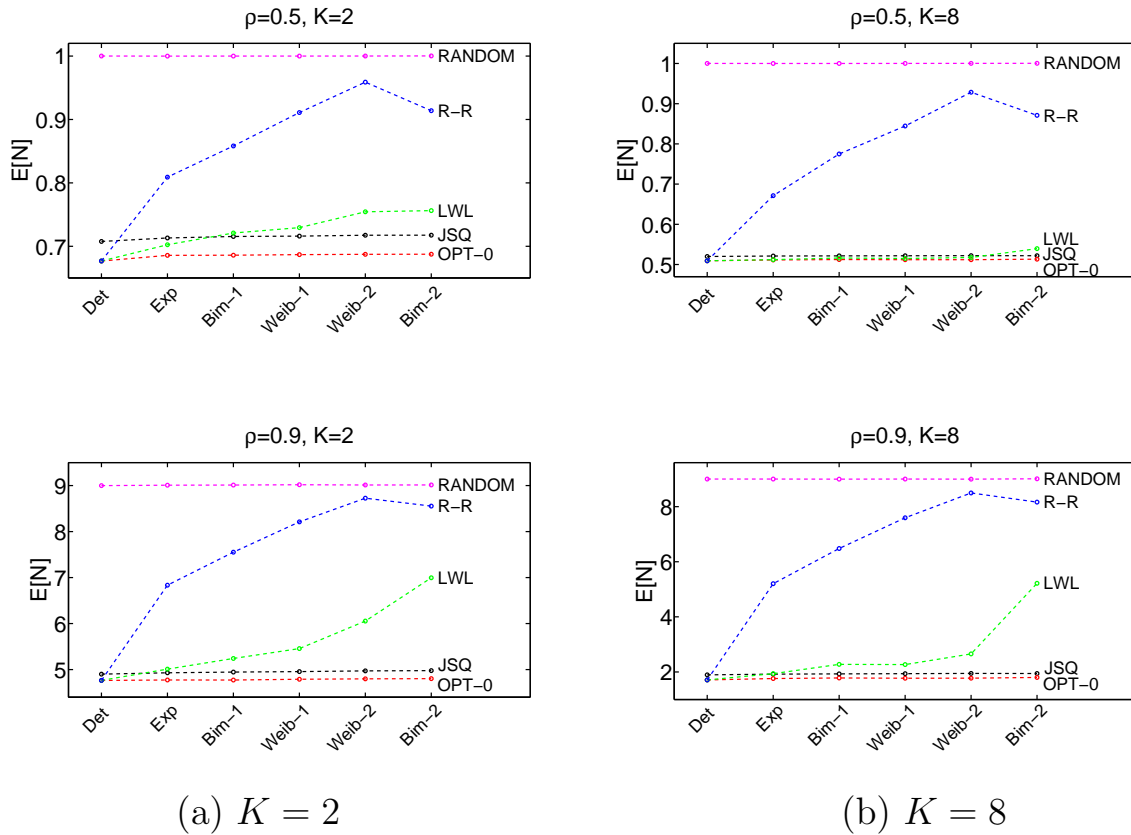 ρ=0.5, K=2
1
0.9
0.8
0.7
E[N]
RANDOM
R−R
LWL
JSQ
OPT−0
Det
Exp
Bim−1
Weib−1
Weib−2
Bim−2
ρ=0.5, K=8
1
0.9
0.8
0.7
0.6
0.5
E[N]
RANDOM
R−R
LWL
JSQ
OPT−0
Det
Exp
Bim−1
Weib−1
Weib−2
Bim−2
ρ=0.9, K=2
9
8
7
6
5
E[N]
RANDOM
R−R
LWL
JSQ
OPT−0
Det
Exp
Bim−1
Weib−1
Weib−2
Bim−2
ρ=0.9, K=8
8
6
4
2
E[N]
RANDOM
R−R
LWL
JSQ
OPT−0
Det
Exp
Bim−1
Weib−1
Weib−2
Bim−2
(a) K = 2
(b) K = 8